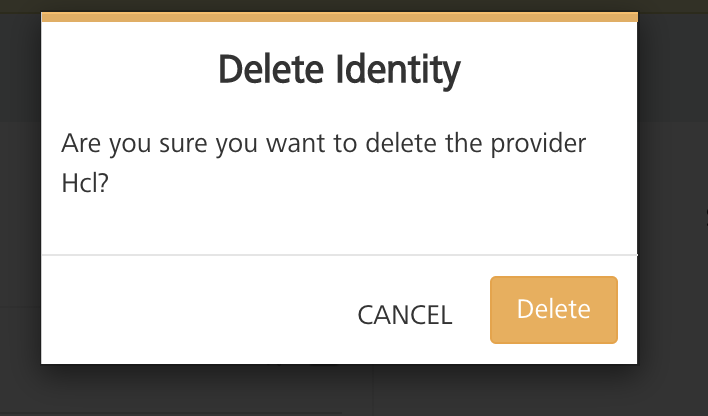 Delete Identity
Are you sure you want to delete the provider
Hcl?
CANCEL
Delete